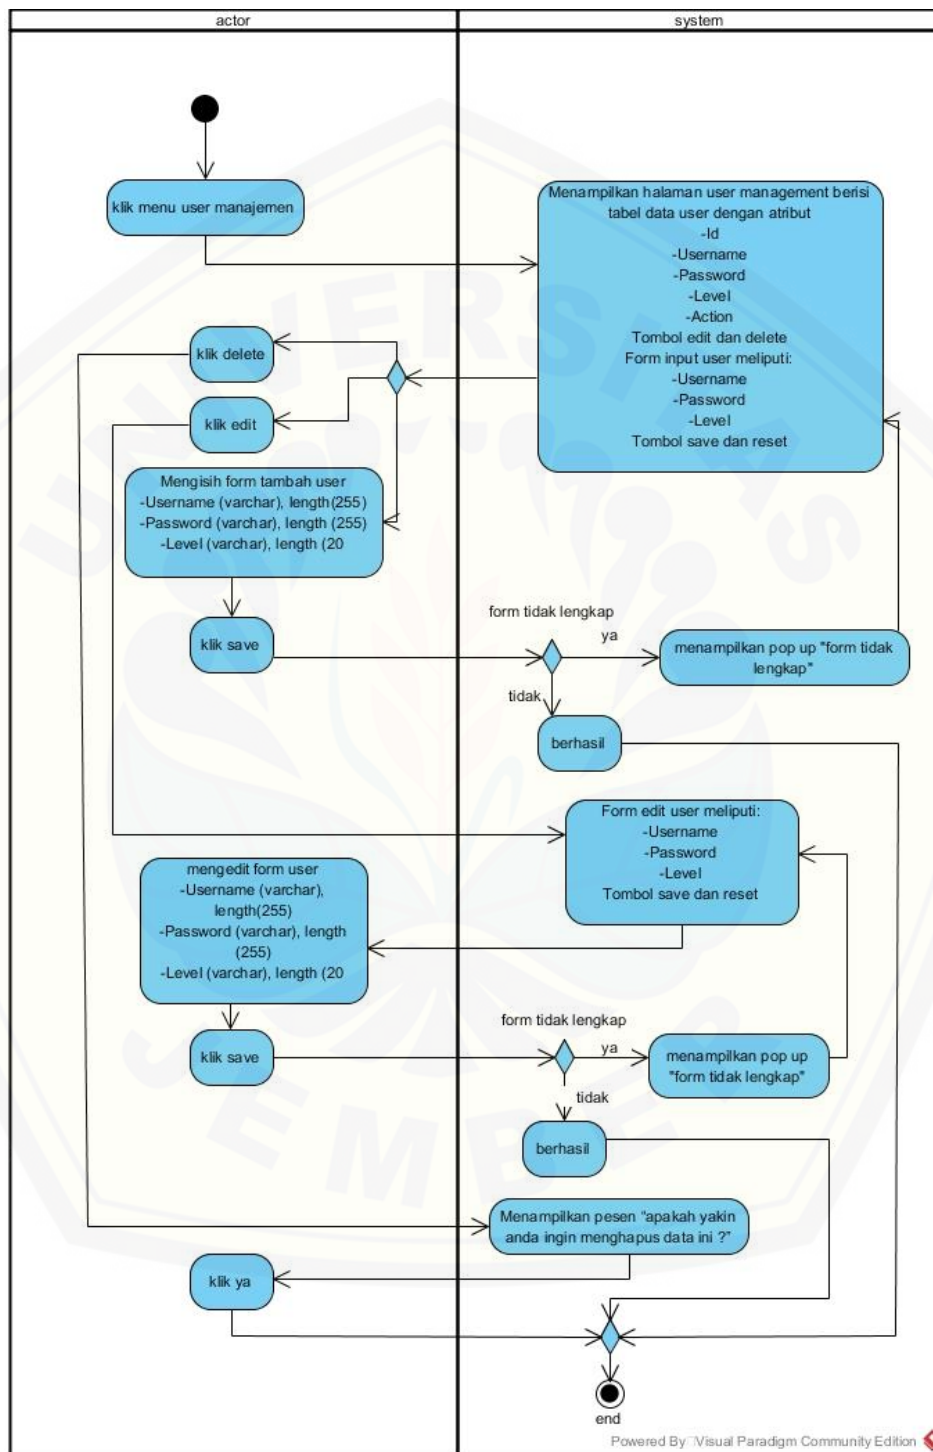 actor
system
klik menu user manajemen
Menampilkan halaman user management berisi
tabel data user dengan atribut
-Id
-Username
-Password
-Level
-Action
Tombol edit dan delete
Form input user meliputi:
-Username
-Password
-Level
Tombol save dan reset
klik delete
klik edit
Mengisih form tambah user
-Username (varchar), length(255)
-Password (varchar), length (255)
-Level (varchar), length (20
klik save
form tidak lengkap
ya
menampilkan pop up "form tidak
lengkap"
tidak
berhasil
Form edit user meliputi:
-Username
-Password
-Level
Tombol save dan reset
mengedit form user
-Username (varchar),
length(255)
-Password (varchar), length
(255)
-Level (varchar), length (20
klik save
form tidak lengkap
ya
menampilkan pop up
"form tidak lengkap"
tidak
berhasil
Menampilkan pesen “apakah yakin
anda ingin menghapus data ini ?”
klik ya
end
Powered By Visual Paradigm Community Edition
UNIVERSITAS
JEMBER